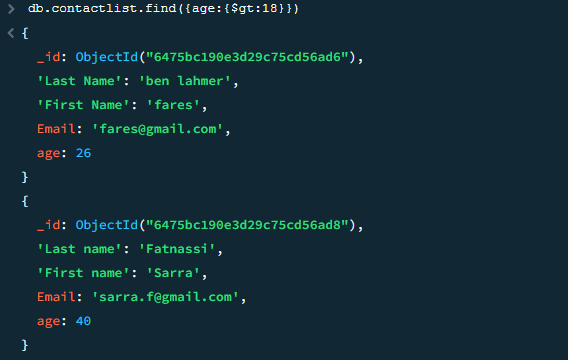 > db.contactlist.find({age:{$gt:18}})
< {
_id: ObjectId("6475bc190e3d29c75cd56ad6"),
'Last Name': 'ben lahmer',
'First Name': 'fares',
Email: 'fares@gmail.com',
age: 26
}
{
_id: ObjectId("6475bc190e3d29c75cd56ad8"),
'Last name': 'Fatnassi',
'First name': 'Sarra',
Email: 'sarra.f@gmail.com',
age: 40
}